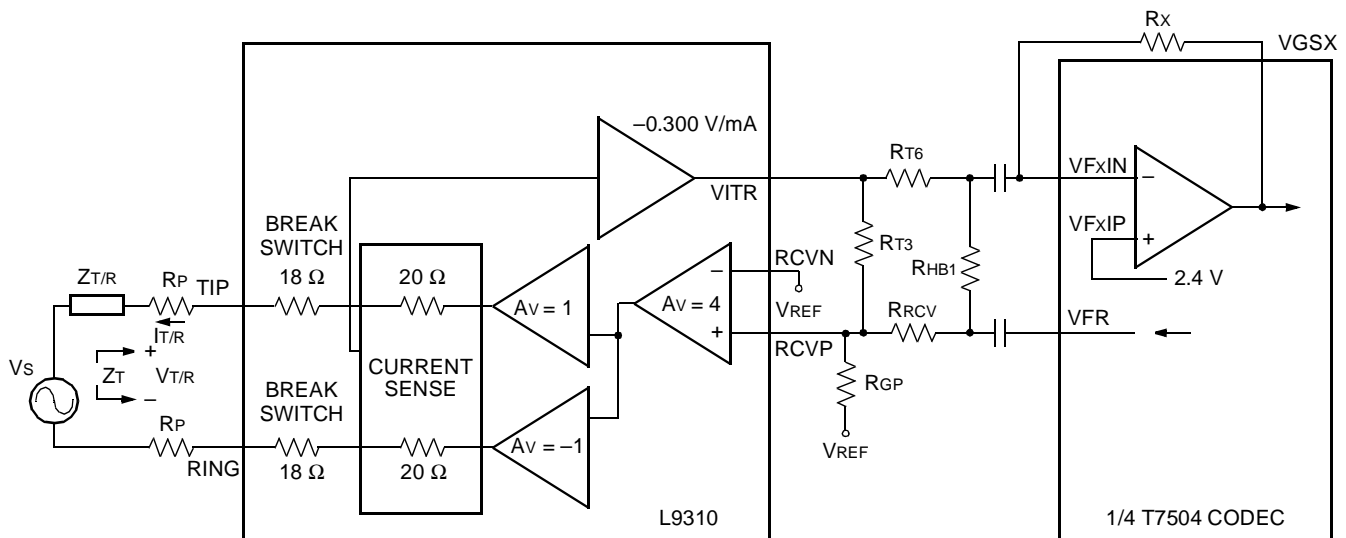 RX
VGSX
–0.300 V/mA
RT6
VFXIN
–
VITR
VFXIP
+
2.4 V
BREAK
SWITCH
18 Ω
20 Ω
RT3
RHB1
RCVN
–
VREF
AV = 1
AV = 4
ZT/R
RP
TIP
IT/R
+
RCVP
RRCV
VFR
VS
ZT
VT/R
–
CURRENT
SENSE
RGP
BREAK
SWITCH
AV = –1
VREF
RP
RING
18 Ω
20 Ω
L9310
1/4 T7504 CODEC
+